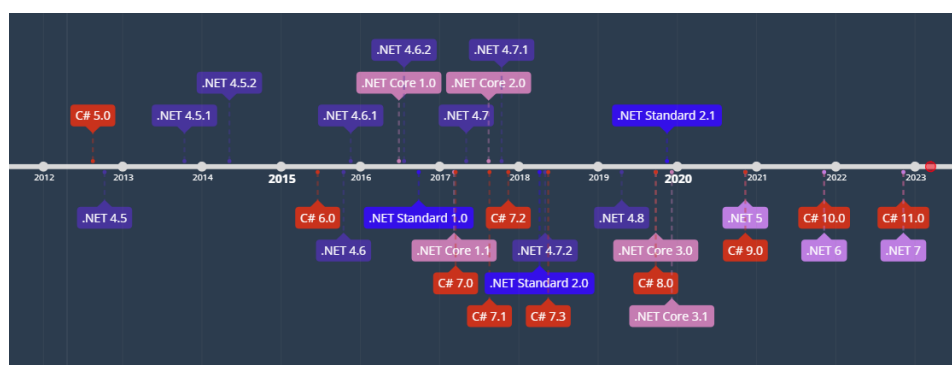 .NET 4.6.2
.NET 4.7.1
.NET 4.5.2
.NET Core 1.0
.NET Core 2.0
C# 5.0
.NET 4.5.1
.NET 4.6.1
.NET 4.7
.NET Standard 2.1
2012
2013
2014
2015
2016
2017
2018
2019
2020
2021
2022
2023
.NET 4.5
C# 6.0
.NET Standard 1.0
C# 7.2
.NET 4.8
.NET 5
C# 10.0
C# 11.0
.NET 4.6
.NET Core 1.1
.NET 4.7.2
.NET Core 3.0
C# 9.0
.NET 6
.NET 7
C# 7.0
.NET Standard 2.0
C# 8.0
C# 7.1
C# 7.3
.NET Core 3.1